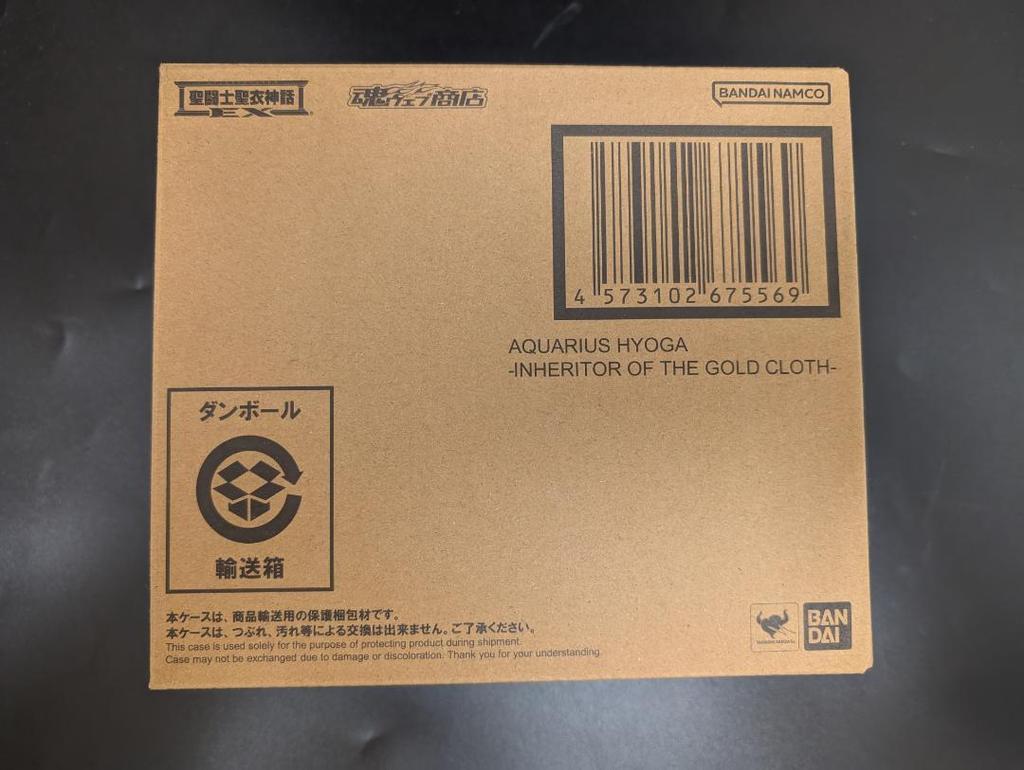 聖闘士聖衣神話
EX
魂ウェブ商店
BANDAI NAMCO
4 573102 675569
AQUARIUS HYOGA
-INHERITOR OF THE GOLD CLOTH-
ダンボール
輸送箱
本ケースは、商品輸送用の保護梱包材です。
本ケースは、つぶれ、汚れ等による交換は出来ません。ご了承ください。
This case is used solely for the purpose of protecting product during shipment.
Case may not be exchanged due to damage or discoloration. Thank you for your understanding.
BAN
DAI